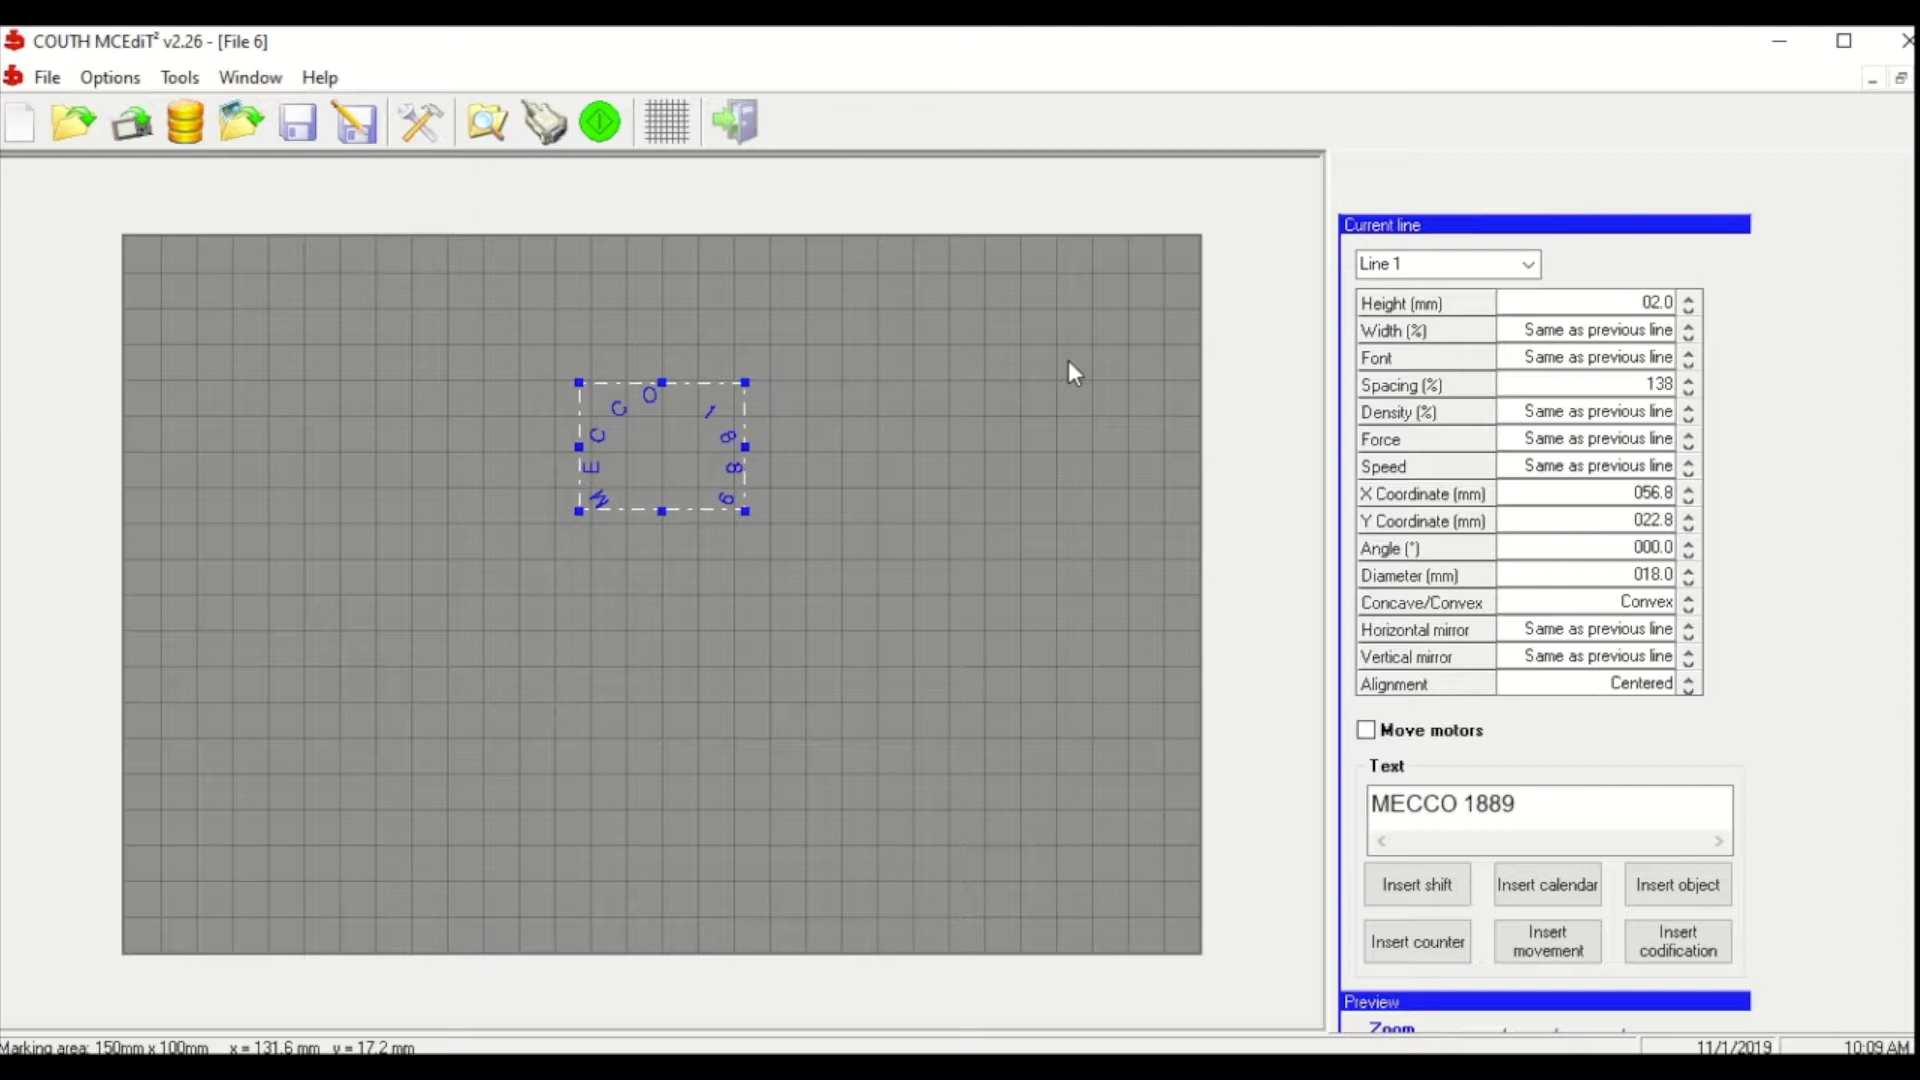 COUTH MCEdiT² v2.26 - [File 6]
File Options Tools Window Help
MECCO 1889
Current line
Line 1
Height (mm) 02.0
Width (%) Same as previous line
Font Same as previous line
Spacing (%) 138
Density (%) Same as previous line
Force Same as previous line
Speed Same as previous line
X Coordinate (mm) 056.8
Y Coordinate (mm) 022.8
Angle (°) 000.0
Diameter (mm) 018.0
Concave/Convex Convex
Horizontal mirror Same as previous line
Vertical mirror Same as previous line
Alignment Centered
Move motors
Text
MECCO 1889
Insert shift Insert calendar Insert object
Insert counter Insert movement Insert codification
Preview
Zoom
Marking area: 150mm x 100mm x = 131.6 mm y = 17.2 mm 11/1/2019 10:09 AM